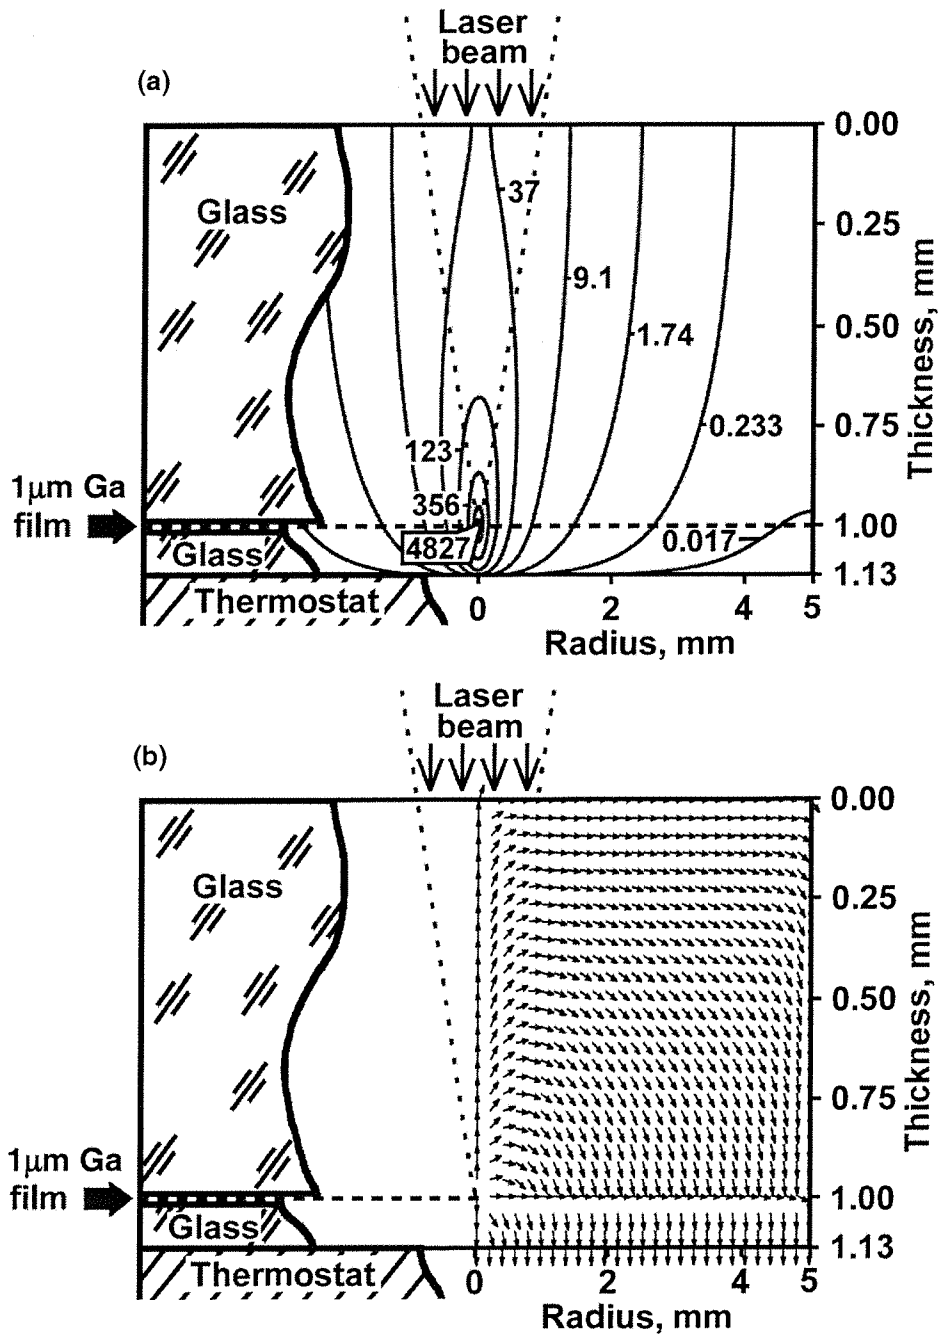 Laser
beam
(a)
0.00
37
Glass
0.25
9.1
1.74
0.50
Thickness, mm
0.233
0.75
123
1µm Ga
film
356
1.00
0.017
4827
Glass
1.13
Thermostat
0
2
4
5
Radius, mm
Laser
beam
(b)
0.00
Glass
0.25
0.50
Thickness, mm
0.75
1µm Ga
film
1.00
Glass
1.13
Thermostat
0
2
4
5
Radius, mm